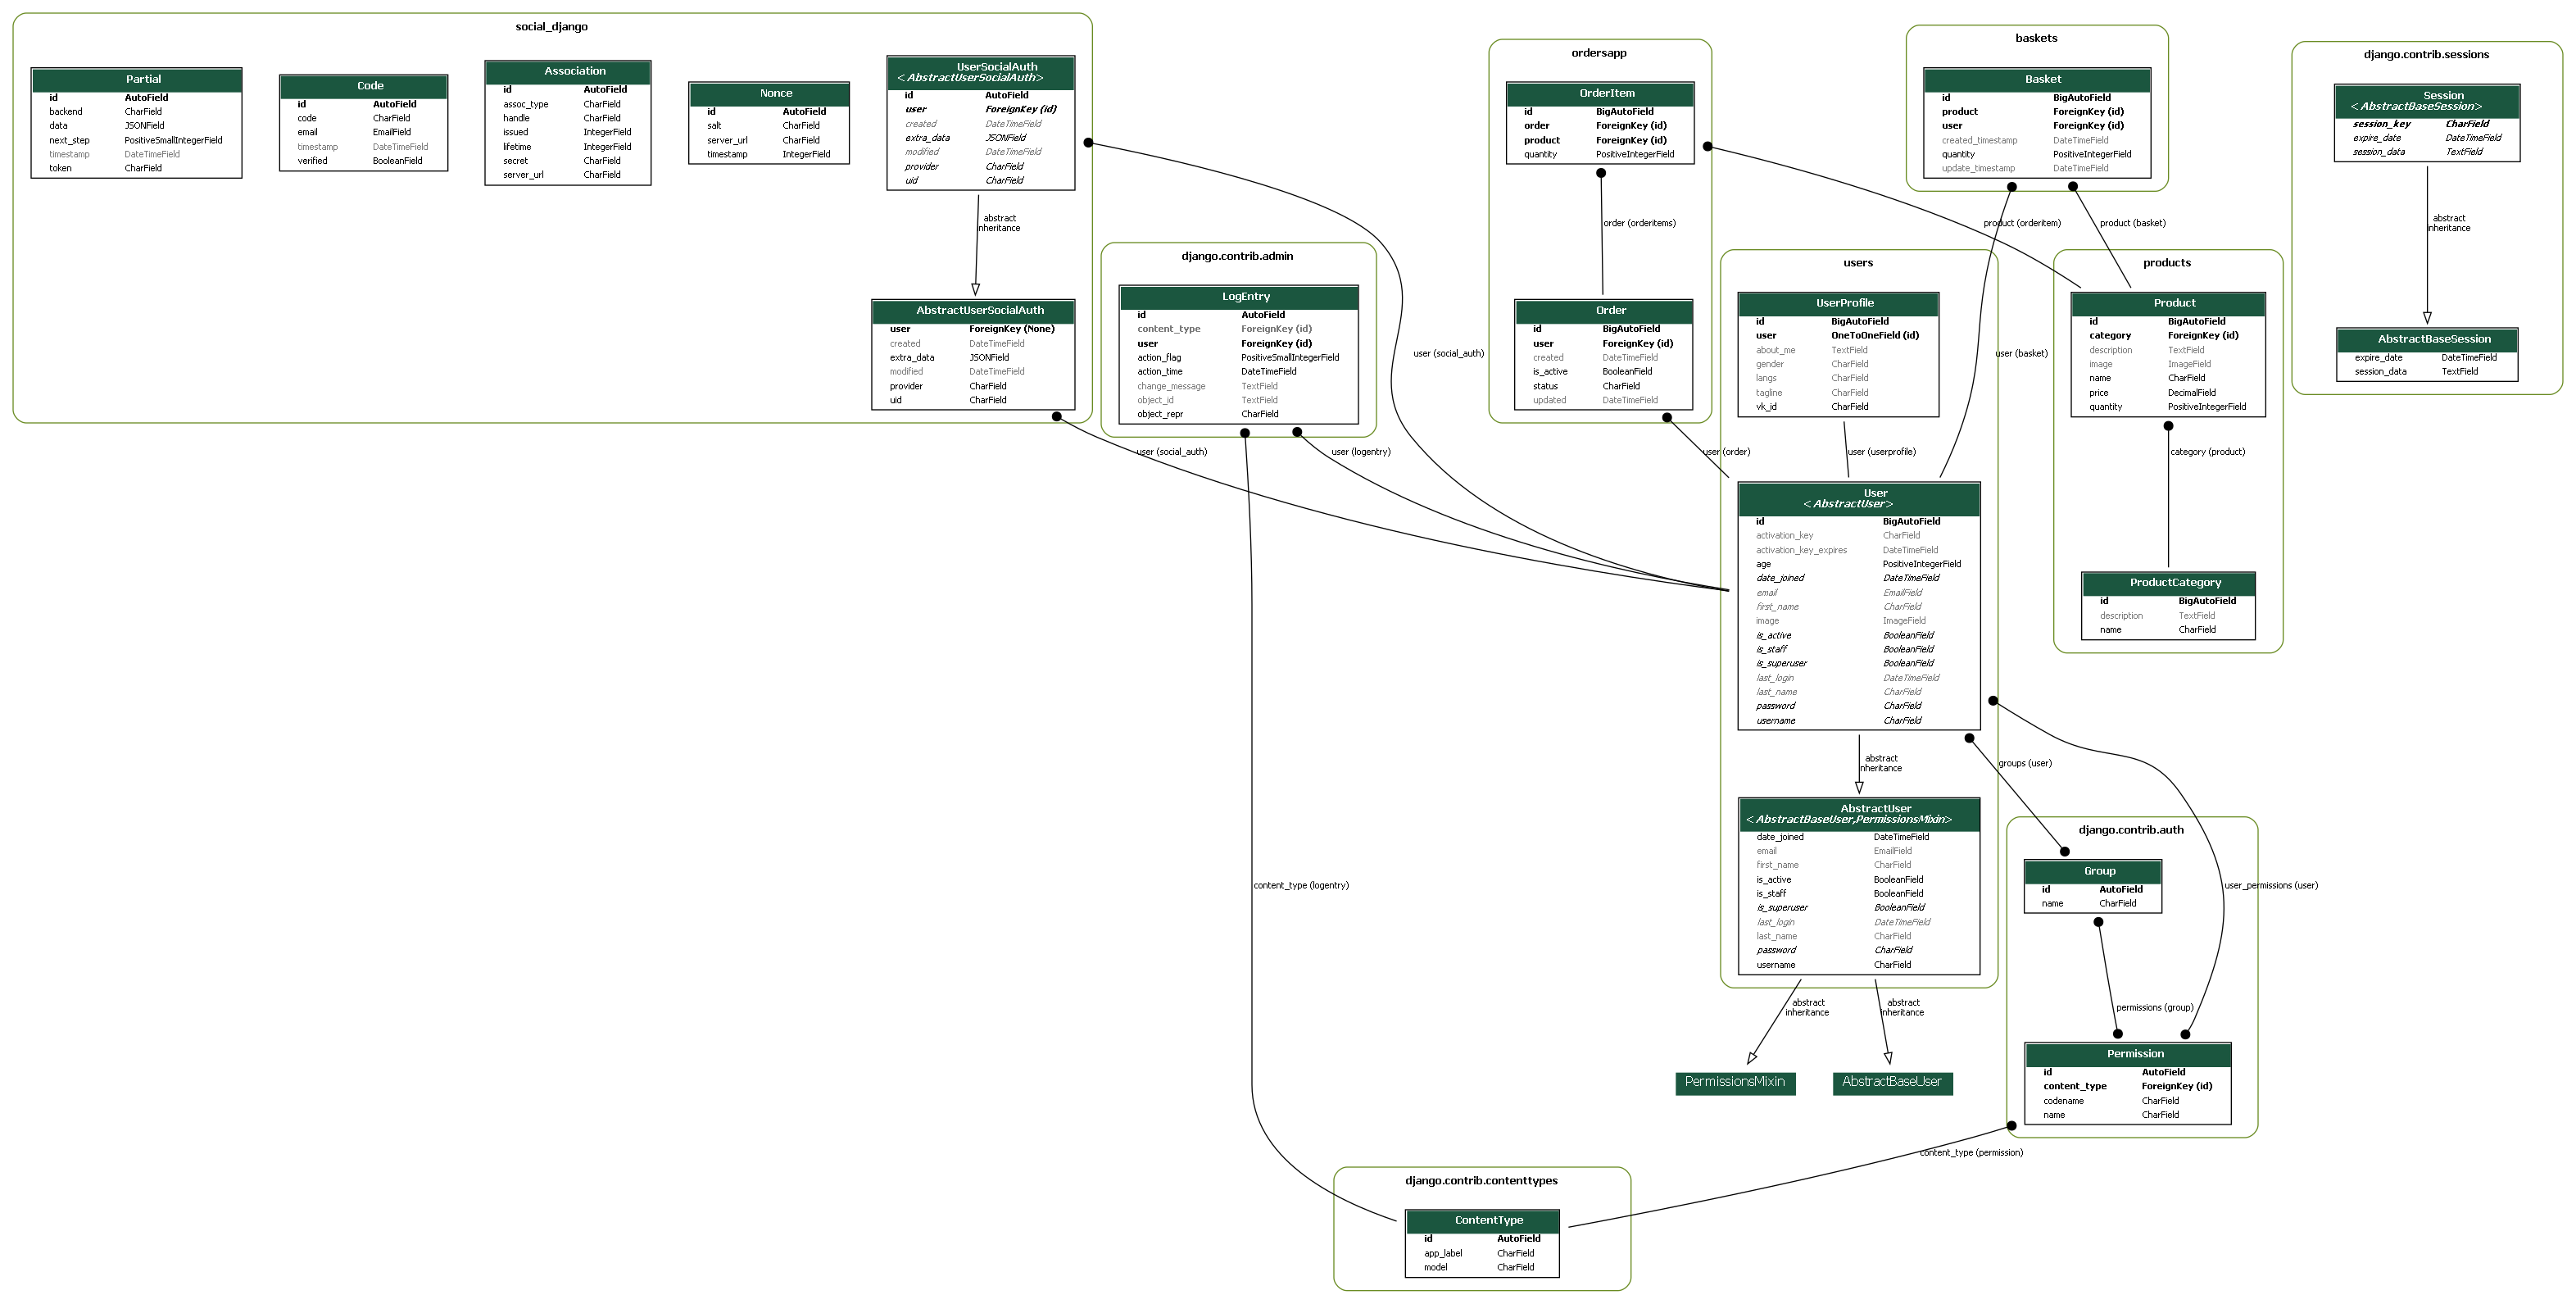 social_django
Partial
id AutoField
backend CharField
data JSONField
next_step PositiveSmallIntegerField
timestamp DateTimeField
token CharField
Code
id AutoField
code CharField
email EmailField
timestamp DateTimeField
verified BooleanField
Association
id AutoField
assoc_type CharField
handle CharField
issued IntegerField
lifetime IntegerField
secret CharField
server_url CharField
Nonce
id AutoField
salt CharField
server_url CharField
timestamp IntegerField
UserSocialAuth
<AbstractUserSocialAuth>
id AutoField
user ForeignKey (id)
created DateTimeField
extra_data JSONField
modified DateTimeField
provider CharField
uid CharField
abstract
inheritance
AbstractUserSocialAuth
user ForeignKey (None)
created DateTimeField
extra_data JSONField
modified DateTimeField
provider CharField
uid CharField
user (social_auth)
django.contrib.admin
LogEntry
id AutoField
content_type ForeignKey (id)
user ForeignKey (id)
action_flag PositiveSmallIntegerField
action_time DateTimeField
change_message TextField
object_id TextField
object_repr CharField
user (logentry)
user (social_auth)
ordersapp
OrderItem
id BigAutoField
order ForeignKey (id)
product ForeignKey (id)
quantity PositiveIntegerField
order (orderitems)
Order
id BigAutoField
user ForeignKey (id)
created DateTimeField
is_active BooleanField
status CharField
updated DateTimeField
user (order)
baskets
Basket
id BigAutoField
product ForeignKey (id)
user ForeignKey (id)
created_timestamp DateTimeField
quantity PositiveIntegerField
update_timestamp DateTimeField
product (orderitem)
product (basket)
user (basket)
django.contrib.sessions
Session
<AbstractBaseSession>
session_key CharField
expire_date DateTimeField
session_data TextField
abstract
inheritance
AbstractBaseSession
expire_date DateTimeField
session_data TextField
users
UserProfile
id BigAutoField
user OneToOneField (id)
about_me TextField
gender CharField
langs CharField
tagline CharField
vk_id CharField
user (userprofile)
User
<AbstractUser>
id BigAutoField
activation_key CharField
activation_key_expires DateTimeField
age PositiveIntegerField
date_joined DateTimeField
email EmailField
first_name CharField
image ImageField
is_active BooleanField
is_staff BooleanField
is_superuser BooleanField
last_login DateTimeField
last_name CharField
password CharField
username CharField
abstract
inheritance
AbstractUser
<AbstractBaseUser,PermissionsMixin>
date_joined DateTimeField
email EmailField
first_name CharField
is_active BooleanField
is_staff BooleanField
is_superuser BooleanField
last_login DateTimeField
last_name CharField
password CharField
username CharField
abstract
inheritance
abstract
inheritance
PermissionsMixin
AbstractBaseUser
products
Product
id BigAutoField
category ForeignKey (id)
description TextField
image ImageField
name CharField
price DecimalField
quantity PositiveIntegerField
category (product)
ProductCategory
id BigAutoField
description TextField
name CharField
groups (user)
django.contrib.auth
Group
id AutoField
name CharField
user_permissions (user)
permissions (group)
Permission
id AutoField
content_type ForeignKey (id)
codename CharField
name CharField
content_type (logentry)
content_type (permission)
django.contrib.contenttypes
ContentType
id AutoField
app_label CharField
model CharField